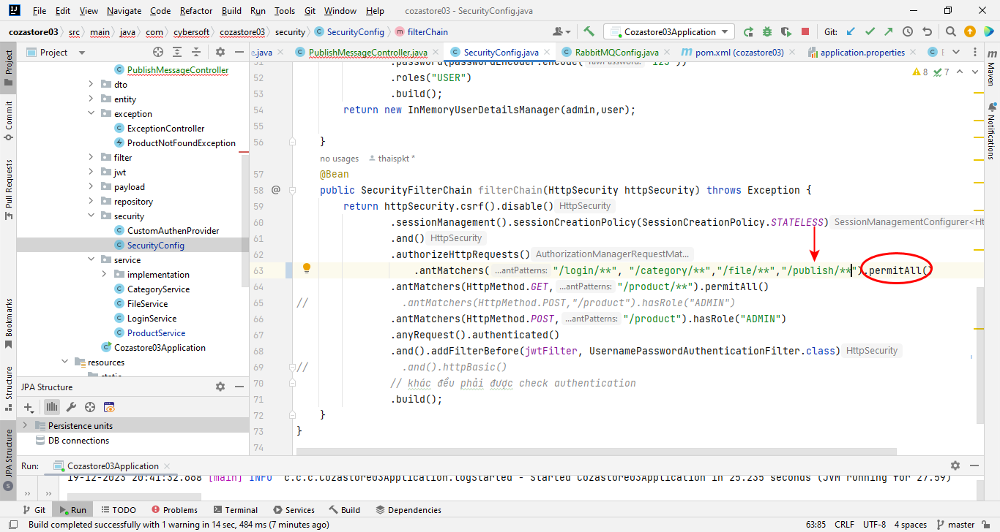 File Edit View Navigate Code Refactor Build Run Tools Git Window Help cozastore03 - SecurityConfig.java
cozastore03 src main java com cybersoft cozastore03 security SecurityConfig filterChain Cozastore03Application Git:
Project e.java PublishMessageController.java SecurityConfig.java RabbitMQConfig.java pom.xml (cozastore03) application.properties
Project
Commit
Pull Requests
Bookmarks
Structure
JPA Structure
PublishMessageController
dto
entity
exception
ExceptionController
ProductNotFoundException
filter
jwt
payload
repository
security
CustomAuthenProvider
SecurityConfig
service
implementation
CategoryService
FileService
LoginService
ProductService
Cozastore03Application
resources
static
JPA Structure
Persistence units
DB connections
8 7
51 .password(passwordEncoder.encode( rawPassword: "123"))
52 .roles("USER")
53 .build();
54 return new InMemoryUserDetailsManager(admin,user);
55
56 }
no usages thaispkt *
57 @Bean
58 @ public SecurityFilterChain filterChain(HttpSecurity httpSecurity) throws Exception {
59 return httpSecurity.csrf().disable() HttpSecurity
60 .sessionManagement().sessionCreationPolicy(SessionCreationPolicy.STATELESS) SessionManagementConfigurer<Ht
61 .and() HttpSecurity
62 .authorizeHttpRequests() AuthorizationManagerRequestMat...
63 .antMatchers( ...antPatterns: "/login/**", "/category/**","/file/**","/publish/**").permitAll()
64 .antMatchers(HttpMethod.GET, ...antPatterns: "/product/**").permitAll()
65 // .antMatchers(HttpMethod.POST,"/product").hasRole("ADMIN")
66 .antMatchers(HttpMethod.POST, ...antPatterns: "/product").hasRole("ADMIN")
67 .anyRequest().authenticated()
68 .and().addFilterBefore(jwtFilter, UsernamePasswordAuthenticationFilter.class) HttpSecurity
69 // .and().httpBasic()
70 // khác đều phải được check authentication
71 .build();
72 }
73 }
74
Maven
Notifications
Run: Cozastore03Application
19-12-2023 20:41:32.668 [main] INFO c.c.c.Cozastore03Application.logStarted - Started Cozastore03Application in 25.235 seconds (JVM running for 27.59)
Git Run TODO Problems Terminal Services Build Dependencies
Build completed successfully with 1 warning in 14 sec, 484 ms (7 minutes ago) 63:85 CRLF UTF-8 4 spaces master